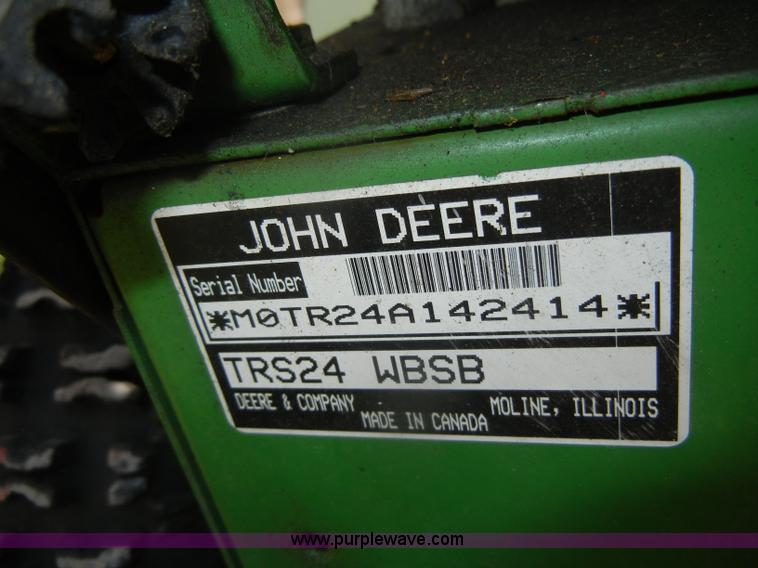 JOHN DEERE
Serial Number
*M0TR24A142414*
TRS24 WBSB
DEERE & COMPANY MOLINE, ILLINOIS
MADE IN CANADA
www.purplewave.com